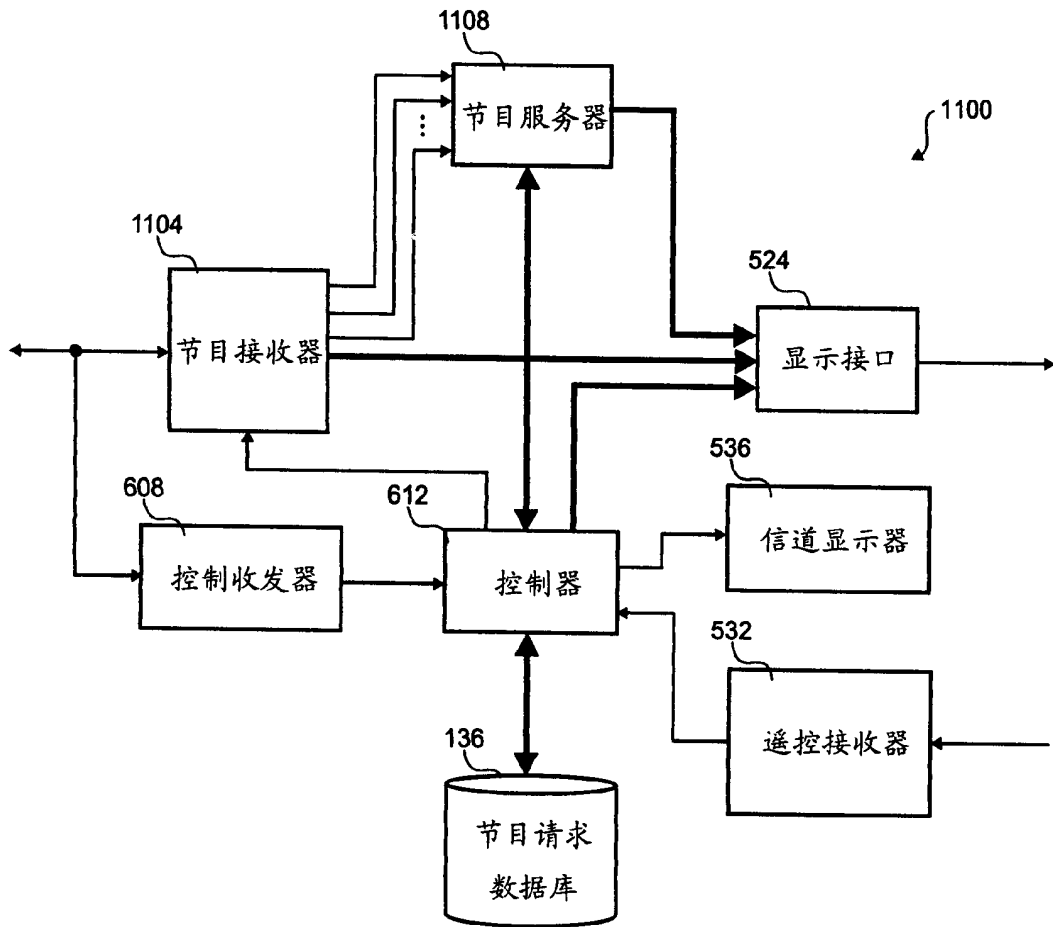 1108
节目服务器
1100
1104
节目接收器
524
显示接口
608
控制收发器
612
控制器
536
信道显示器
532
遥控接收器
136
节目请求
数据库